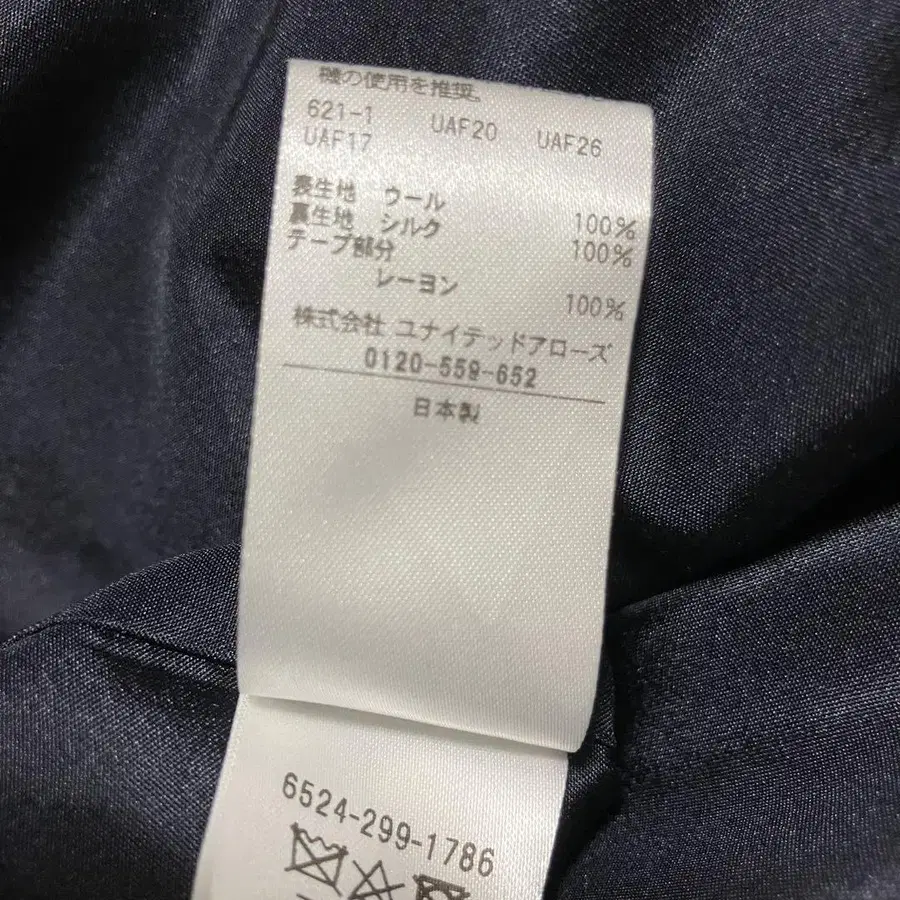 機の使用を推奨。
621-1 UAF20 UAF26
UAF17
表生地 ウール 100%
裏生地 シルク 100%
テープ部分
レーヨン 100%
株式会社 ユナイテッドアローズ
0120-559-652
日本製
6524-299-1786